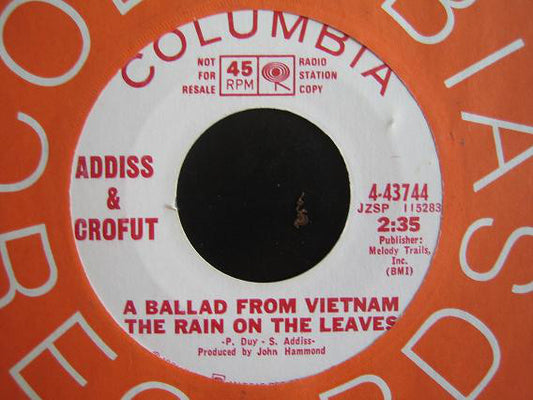 COLUMBIA
NOT FOR RESALE
45 RPM
RADIO STATION COPY
ADDISS
&
CROFUT
4-43744
JZSP 115283
2:35
Publisher:
Melody Trails,
Inc.
(BMI)
A BALLAD FROM VIETNAM
THE RAIN ON THE LEAVES
-P. Duy - S. Addiss-
Produced by John Hammond